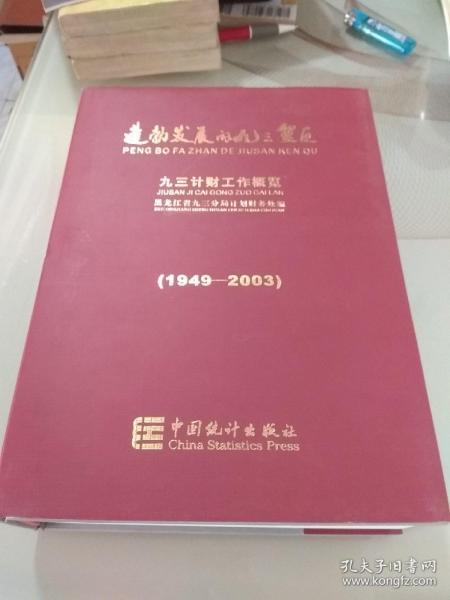 蓬勃发展的九三垦区
PENG BO FA ZHAN DE JIUSAN KEN QU
九三计财工作概览
JIUSAN JI CAI GONG ZUO GAI LAN
黑龙江省九三分局计划财务处编
(1949—2003)
中国统计出版社
China Statistics Press
孔夫子旧书网
www.kongfz.com